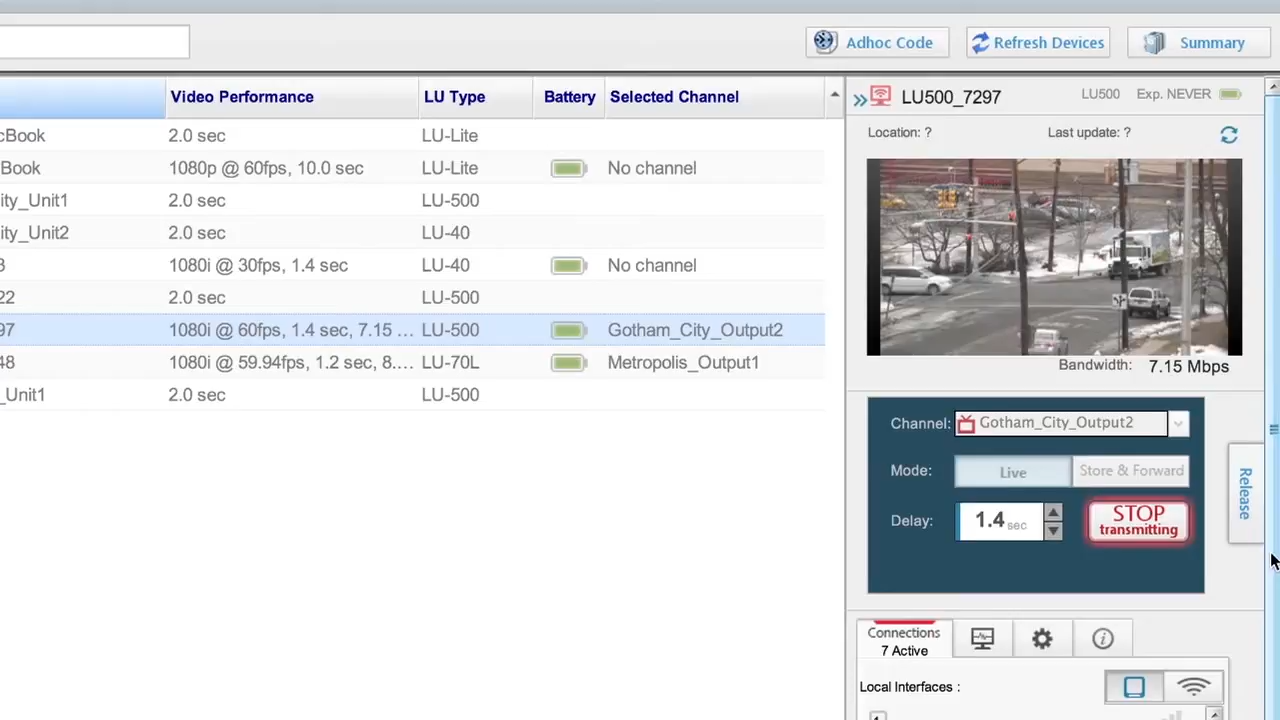 Adhoc Code
Refresh Devices
Summary
Video Performance LU Type Battery Selected Channel
cBook 2.0 sec LU-Lite
Book 1080p @ 60fps, 10.0 sec LU-Lite No channel
ity_Unit1 2.0 sec LU-500
ity_Unit2 2.0 sec LU-40
3 1080i @ 30fps, 1.4 sec LU-40 No channel
22 2.0 sec LU-500
97 1080i @ 60fps, 1.4 sec, 7.15 ... LU-500 Gotham_City_Output2
48 1080i @ 59.94fps, 1.2 sec, 8.... LU-70L Metropolis_Output1
_Unit1 2.0 sec LU-500
LU500_7297 LU500 Exp. NEVER
Location: ? Last update: ?
Bandwidth: 7.15 Mbps
Channel: Gotham_City_Output2
Mode: Live Store & Forward
Delay: 1.4 sec
STOP
transmitting
Release
Connections
7 Active
Local Interfaces :